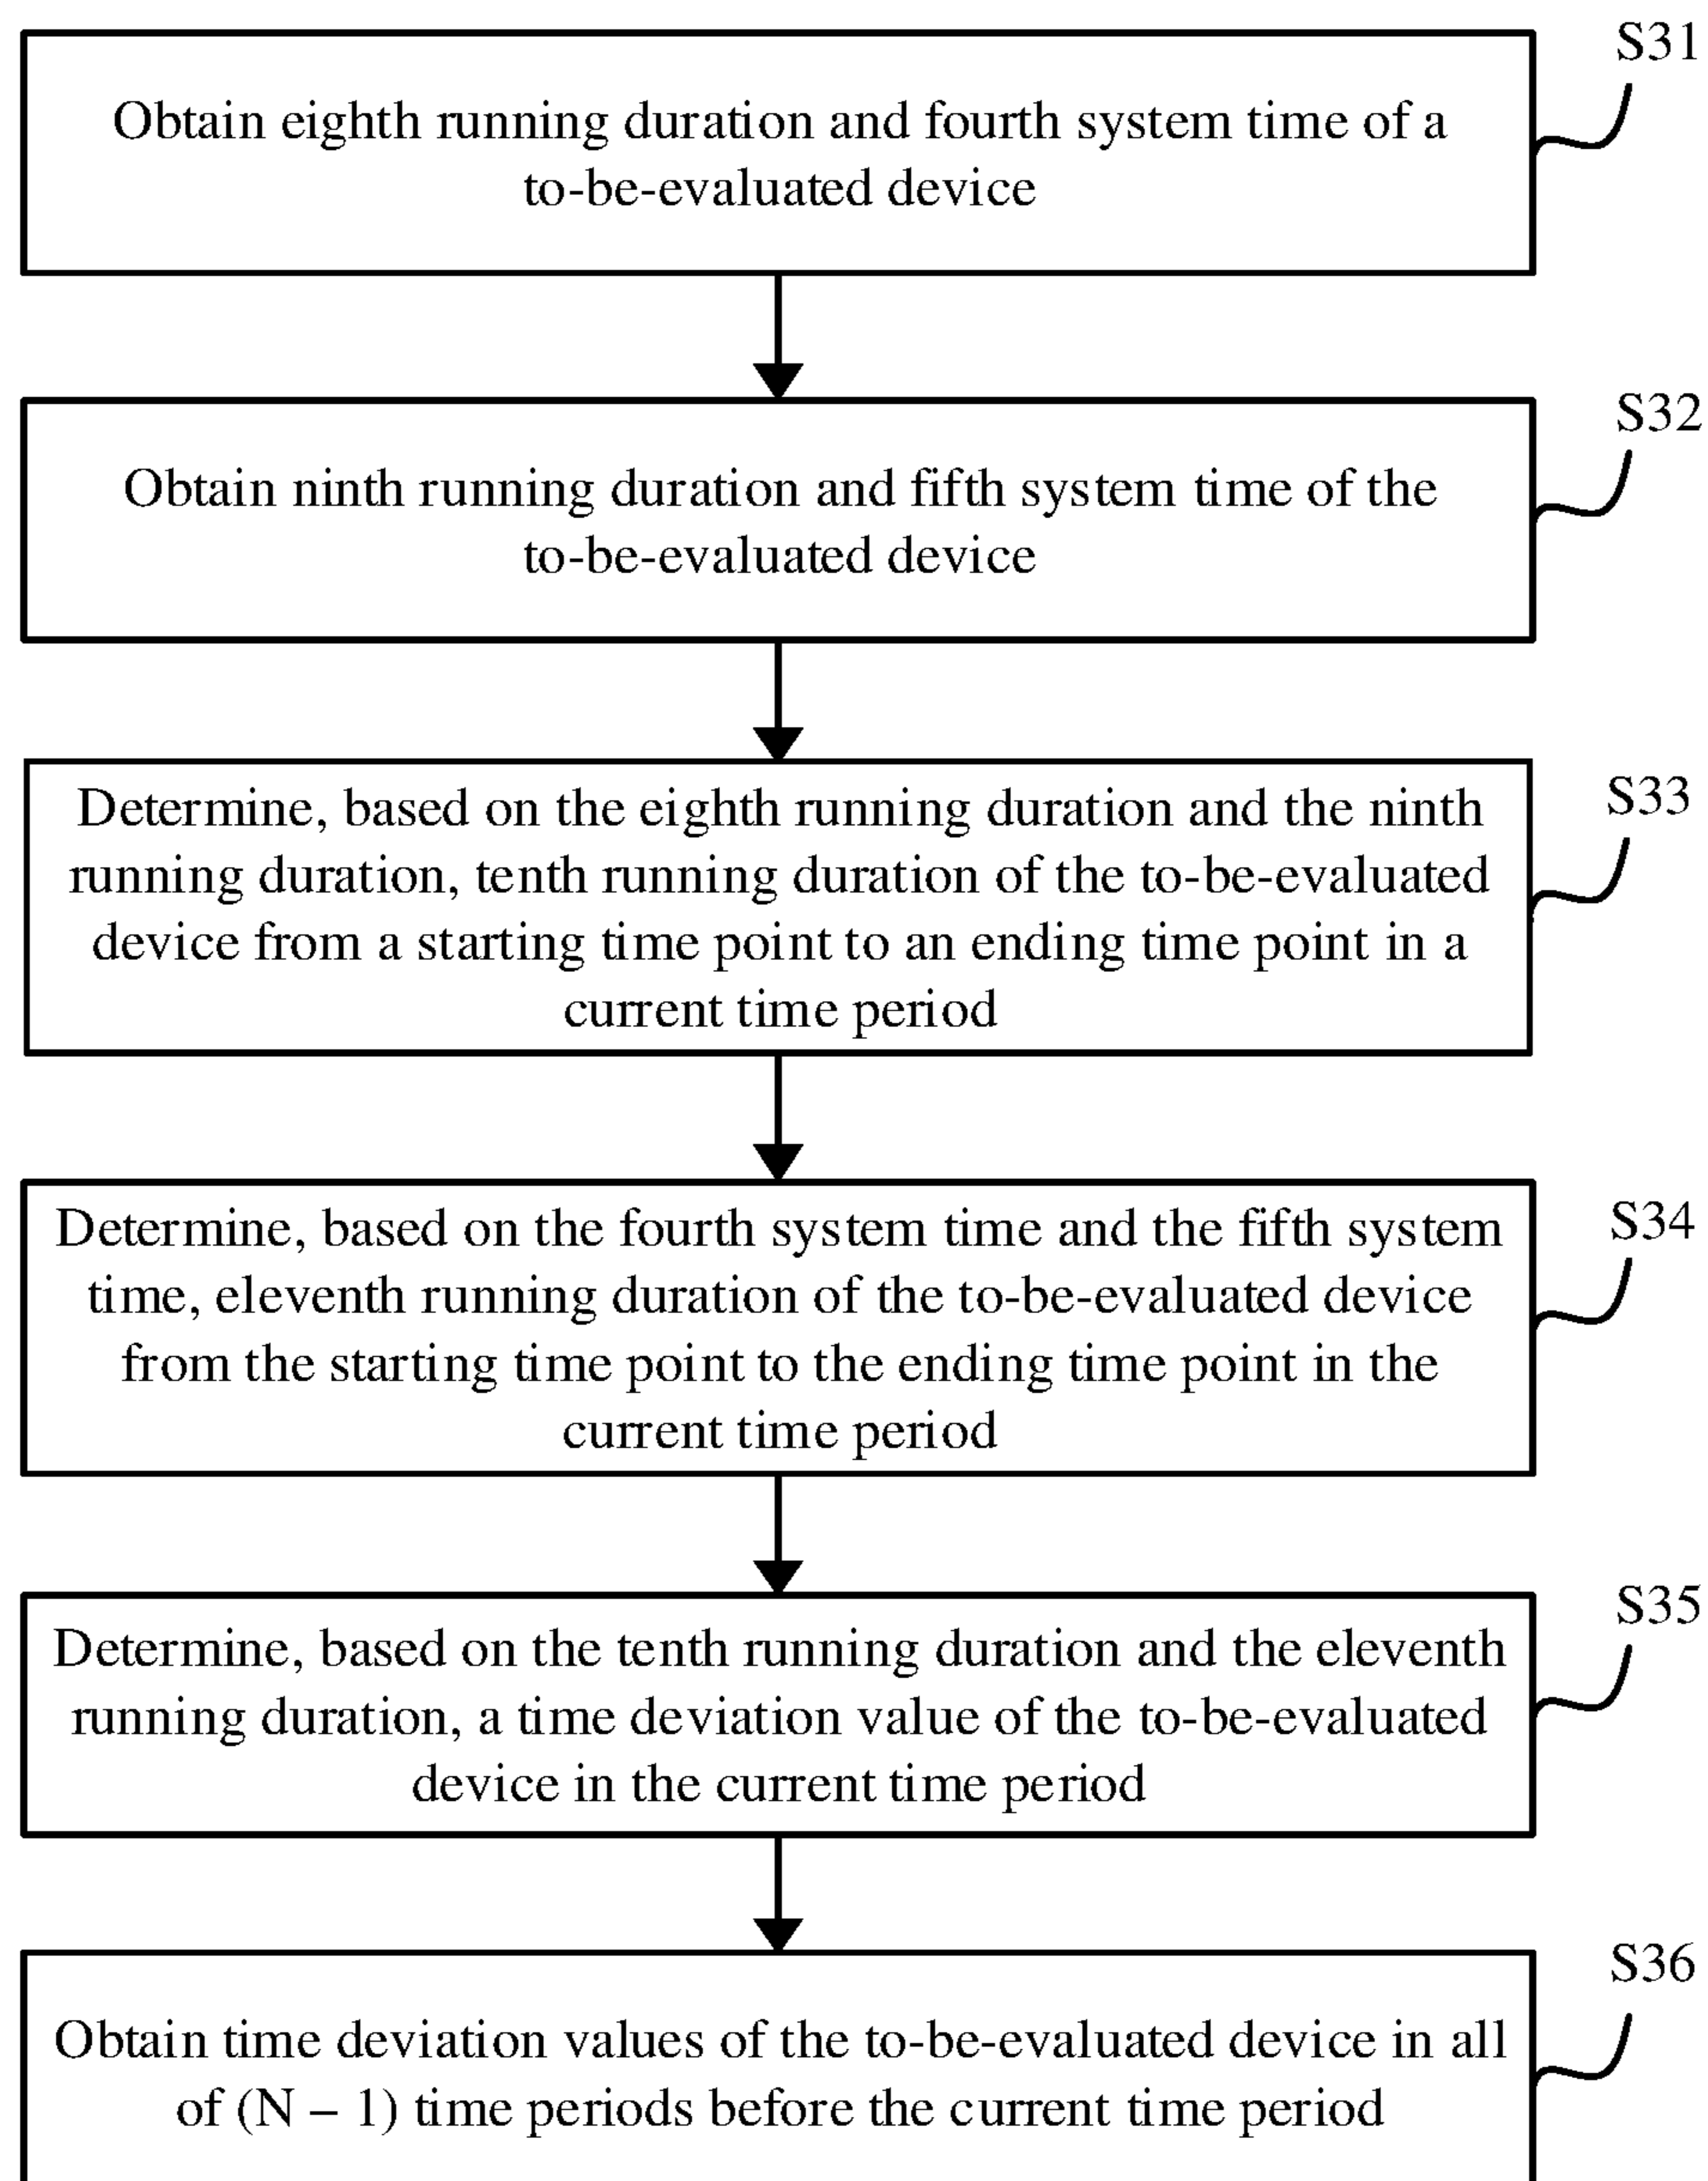 S31
Obtain eighth running duration and fourth system time of a
to-be-evaluated device
S32
Obtain ninth running duration and fifth system time of the
to-be-evaluated device
S33
Determine, based on the eighth running duration and the ninth
running duration, tenth running duration of the to-be-evaluated
device from a starting time point to an ending time point in a
current time period
S34
Determine, based on the fourth system time and the fifth system
time, eleventh running duration of the to-be-evaluated device
from the starting time point to the ending time point in the
current time period
S35
Determine, based on the tenth running duration and the eleventh
running duration, a time deviation value of the to-be-evaluated
device in the current time period
S36
Obtain time deviation values of the to-be-evaluated device in all
of (N – 1) time periods before the current time period